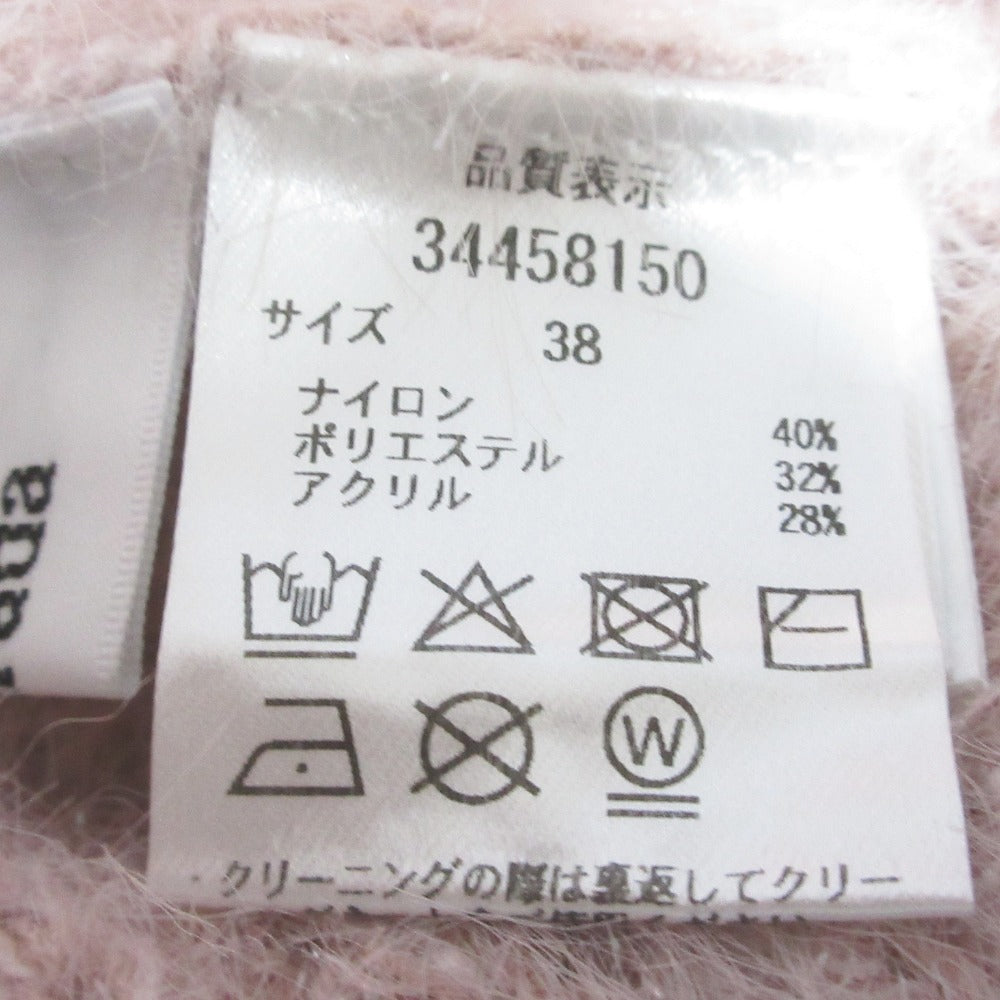 品質表示
34458150
サイズ 38
ナイロン 40%
ポリエステル 32%
アクリル 28%
W
・クリーニングの際は裏返してクリー